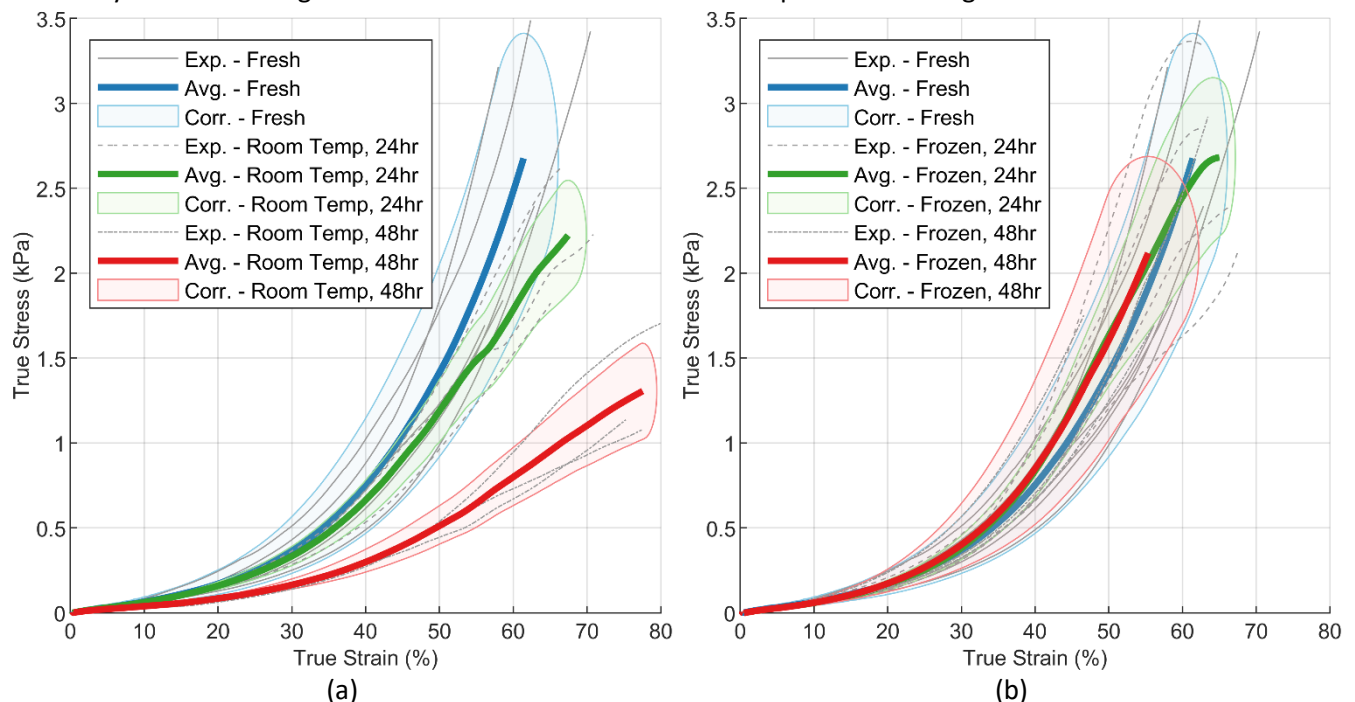 3.5
3
2.5
2
1.5
1
0.5
0
True Stress (kPa)
Exp. - Fresh
Avg. - Fresh
Corr. - Fresh
Exp. - Room Temp, 24hr
Avg. - Room Temp, 24hr
Corr. - Room Temp, 24hr
Exp. - Room Temp, 48hr
Avg. - Room Temp, 48hr
Corr. - Room Temp, 48hr
0 10 20 30 40 50 60 70 80
True Strain (%)
(a)
3.5
3
2.5
2
1.5
1
0.5
0
True Stress (kPa)
Exp. - Fresh
Avg. - Fresh
Corr. - Fresh
Exp. - Frozen, 24hr
Avg. - Frozen, 24hr
Corr. - Frozen, 24hr
Exp. - Frozen, 48hr
Avg. - Frozen, 48hr
Corr. - Frozen, 48hr
0 10 20 30 40 50 60 70 80
True Strain (%)
(b)